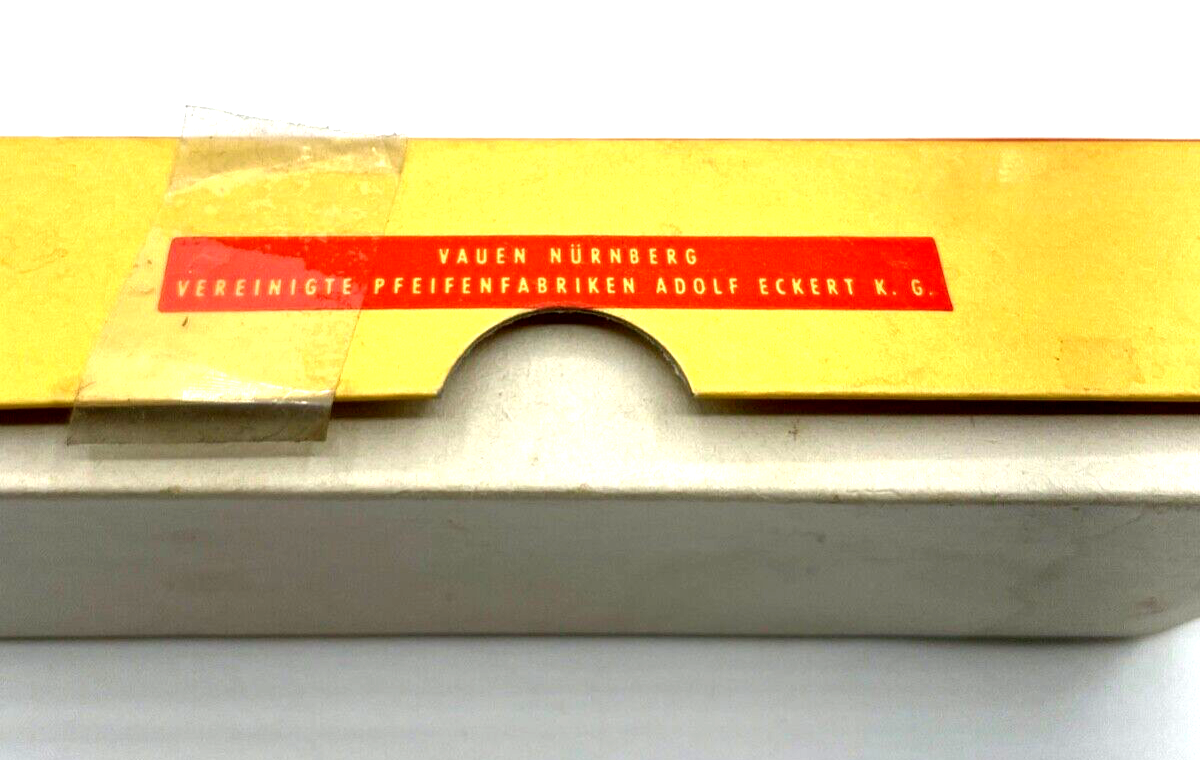 VAUEN NÜRNBERG
VEREINIGTE PFEIFENFABRIKEN ADOLF ECKERT K. G.